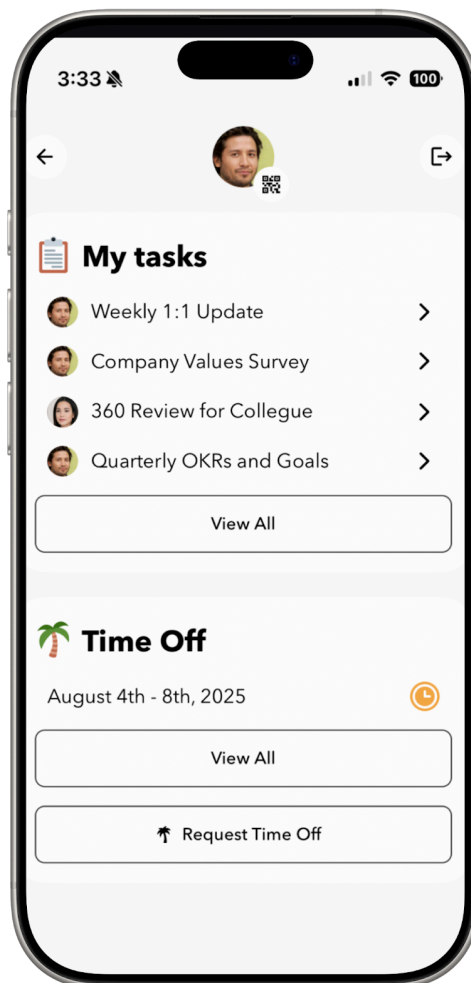 3:33
100
My tasks
Weekly 1:1 Update
Company Values Survey
360 Review for Collegue
Quarterly OKRs and Goals
View All
Time Off
August 4th - 8th, 2025
View All
Request Time Off